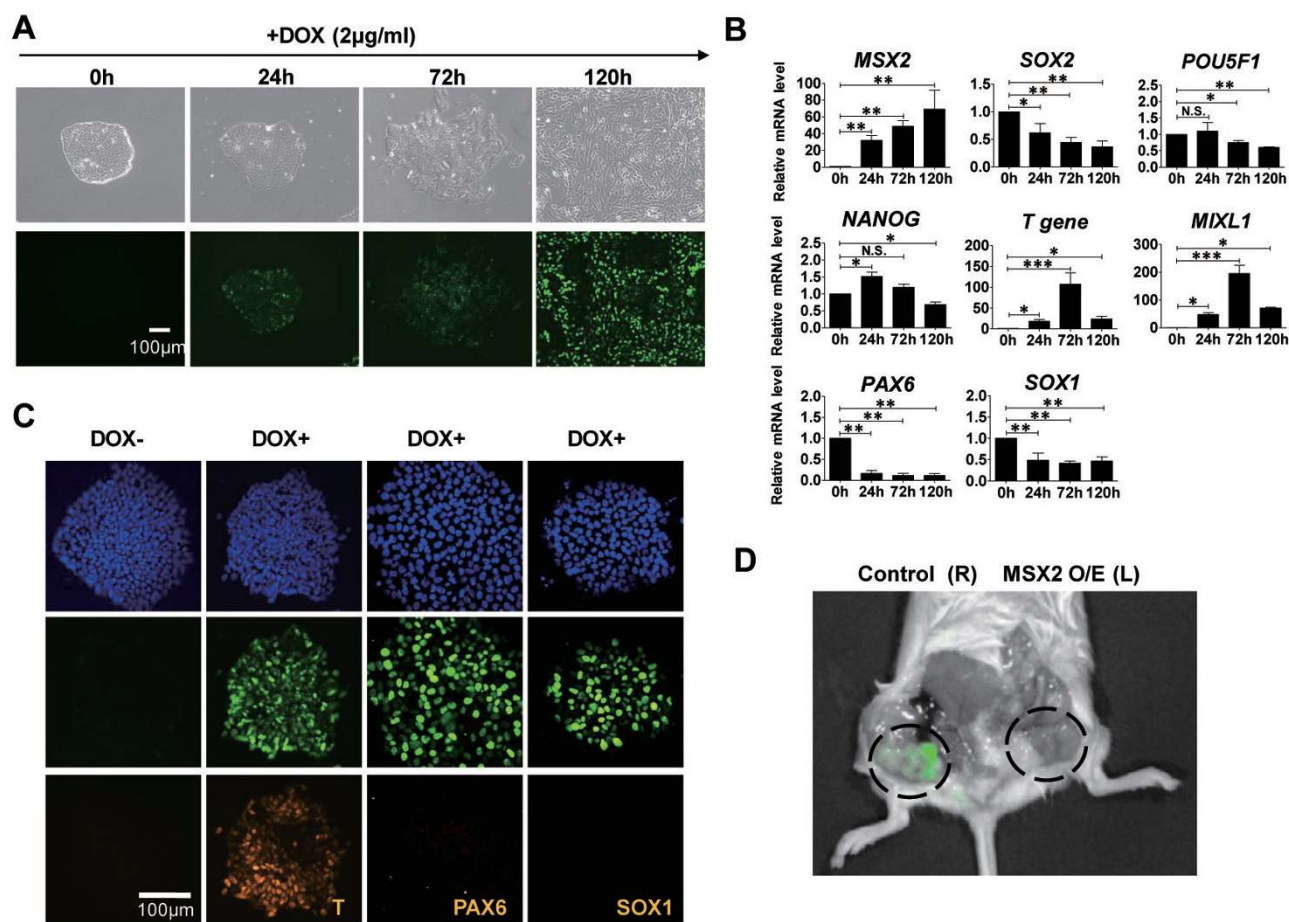 A
+DOX (2µg/ml)
0h 24h 72h 120h
100µm
B
MSX2 SOX2 POU5F1
Relative mRNA level
100
80
60
40
20
0
** ** **
0h 24h 72h 120h
1.5
1.0
0.5
0.0
** ** *
0h 24h 72h 120h
2.0
1.5
1.0
0.5
0.0
** * N.S.
0h 24h 72h 120h
NANOG T gene MIXL1
Relative mRNA level
2.5
2.0
1.5
1.0
0.5
0.0
* N.S. *
0h 24h 72h 120h
200
150
100
50
0
* *** *
0h 24h 72h 120h
300
200
100
0
* *** *
0h 24h 72h 120h
PAX6 SOX1
Relative mRNA level
2.0
1.5
1.0
0.5
0
** ** **
0h 24h 72h 120h
2.0
1.5
1.0
0.5
0.0
** ** **
0h 24h 72h 120h
C
DOX- DOX+ DOX+ DOX+
100µm
T PAX6 SOX1
D
Control (R) MSX2 O/E (L)